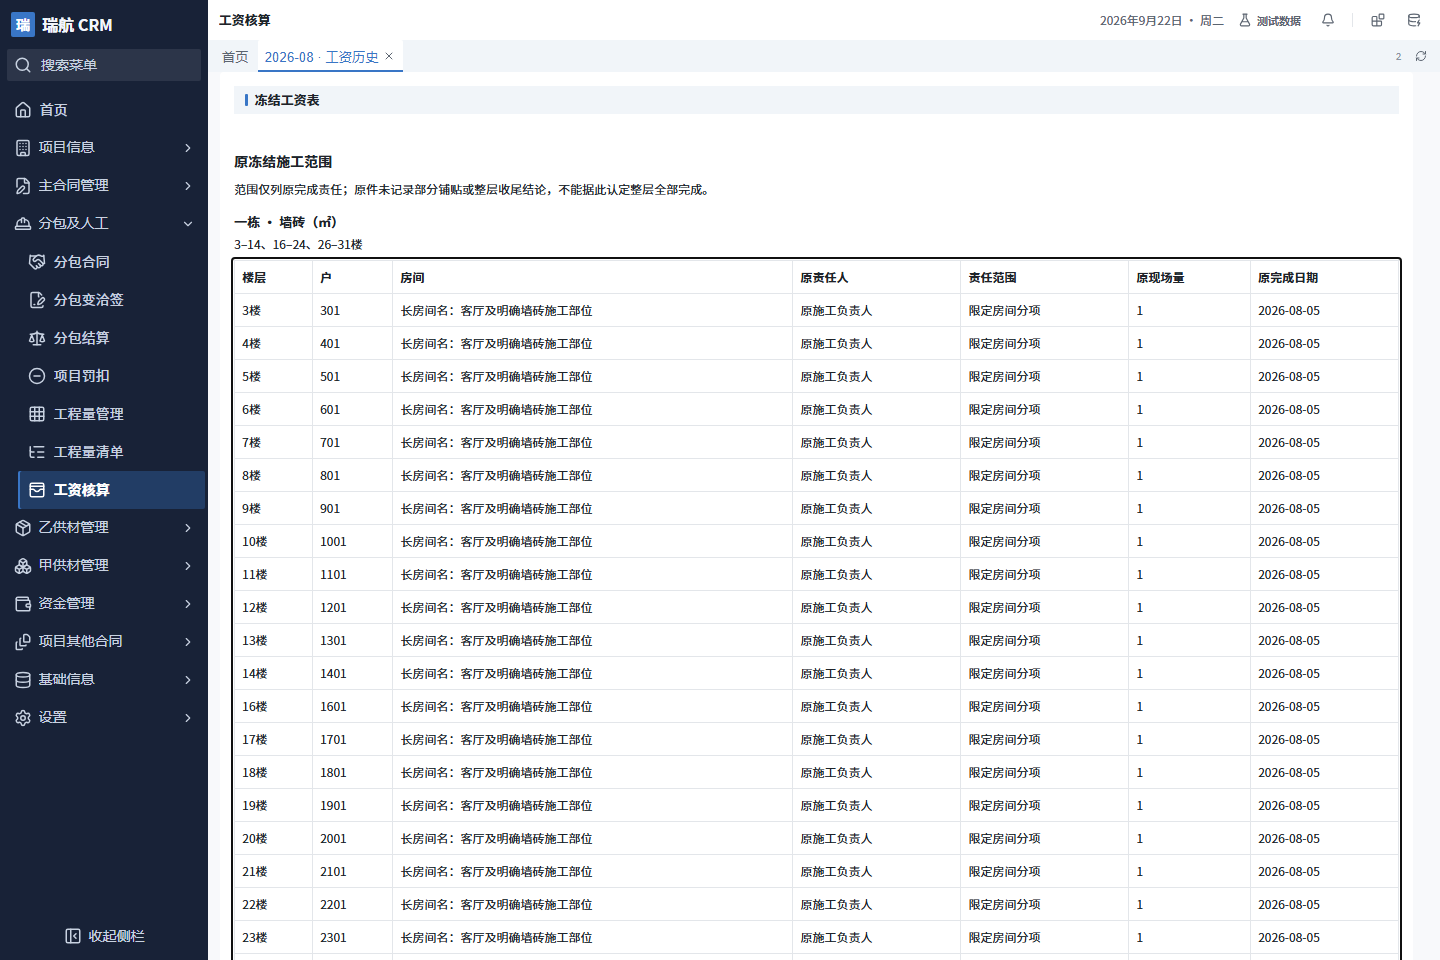 瑞 瑞航 CRM
搜索菜单
首页
项目信息
主合同管理
分包及人工
分包合同
分包变洽签
分包结算
项目罚扣
工程量管理
工程量清单
工资核算
乙供材管理
甲供材管理
资金管理
项目其他合同
基础信息
设置
收起侧栏
工资核算 2026年9月22日 • 周二 测试数据
首页 2026-08 · 工资历史 2
冻结工资表
原冻结施工范围
范围仅列原完成责任；原件未记录部分铺贴或整层收尾结论，不能据此认定整层全部完成。
一栋 • 墙砖（㎡）
3–14、16–24、26–31楼
楼层 户 房间 原责任人 责任范围 原现场量 原完成日期
3楼 301 长房间名：客厅及明确墙砖施工部位 原施工负责人 限定房间分项 1 2026-08-05
4楼 401 长房间名：客厅及明确墙砖施工部位 原施工负责人 限定房间分项 1 2026-08-05
5楼 501 长房间名：客厅及明确墙砖施工部位 原施工负责人 限定房间分项 1 2026-08-05
6楼 601 长房间名：客厅及明确墙砖施工部位 原施工负责人 限定房间分项 1 2026-08-05
7楼 701 长房间名：客厅及明确墙砖施工部位 原施工负责人 限定房间分项 1 2026-08-05
8楼 801 长房间名：客厅及明确墙砖施工部位 原施工负责人 限定房间分项 1 2026-08-05
9楼 901 长房间名：客厅及明确墙砖施工部位 原施工负责人 限定房间分项 1 2026-08-05
10楼 1001 长房间名：客厅及明确墙砖施工部位 原施工负责人 限定房间分项 1 2026-08-05
11楼 1101 长房间名：客厅及明确墙砖施工部位 原施工负责人 限定房间分项 1 2026-08-05
12楼 1201 长房间名：客厅及明确墙砖施工部位 原施工负责人 限定房间分项 1 2026-08-05
13楼 1301 长房间名：客厅及明确墙砖施工部位 原施工负责人 限定房间分项 1 2026-08-05
14楼 1401 长房间名：客厅及明确墙砖施工部位 原施工负责人 限定房间分项 1 2026-08-05
16楼 1601 长房间名：客厅及明确墙砖施工部位 原施工负责人 限定房间分项 1 2026-08-05
17楼 1701 长房间名：客厅及明确墙砖施工部位 原施工负责人 限定房间分项 1 2026-08-05
18楼 1801 长房间名：客厅及明确墙砖施工部位 原施工负责人 限定房间分项 1 2026-08-05
19楼 1901 长房间名：客厅及明确墙砖施工部位 原施工负责人 限定房间分项 1 2026-08-05
20楼 2001 长房间名：客厅及明确墙砖施工部位 原施工负责人 限定房间分项 1 2026-08-05
21楼 2101 长房间名：客厅及明确墙砖施工部位 原施工负责人 限定房间分项 1 2026-08-05
22楼 2201 长房间名：客厅及明确墙砖施工部位 原施工负责人 限定房间分项 1 2026-08-05
23楼 2301 长房间名：客厅及明确墙砖施工部位 原施工负责人 限定房间分项 1 2026-08-05